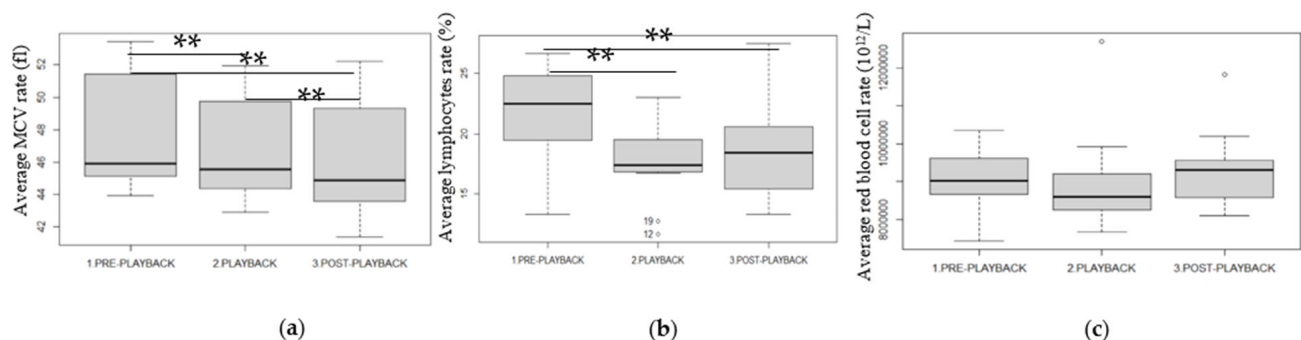 Average MCV rate (fl)
52
50
48
46
44
42
**
**
**
1.PRE-PLAYBACK 2.PLAYBACK 3.POST-PLAYBACK
(a)
Average lymphocytes rate (%)
25
20
15
**
**
19
12
1.PRE-PLAYBACK 2.PLAYBACK 3.POST-PLAYBACK
(b)
Average red blood cell rate (10¹²/L)
12000000
10000000
8000000
1.PRE-PLAYBACK 2.PLAYBACK 3.POST-PLAYBACK
(c)